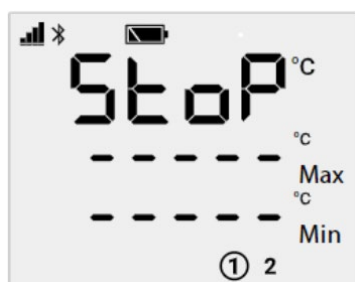 StoP °C
- - - - - °C
Max
- - - - - °C
Min
① 2